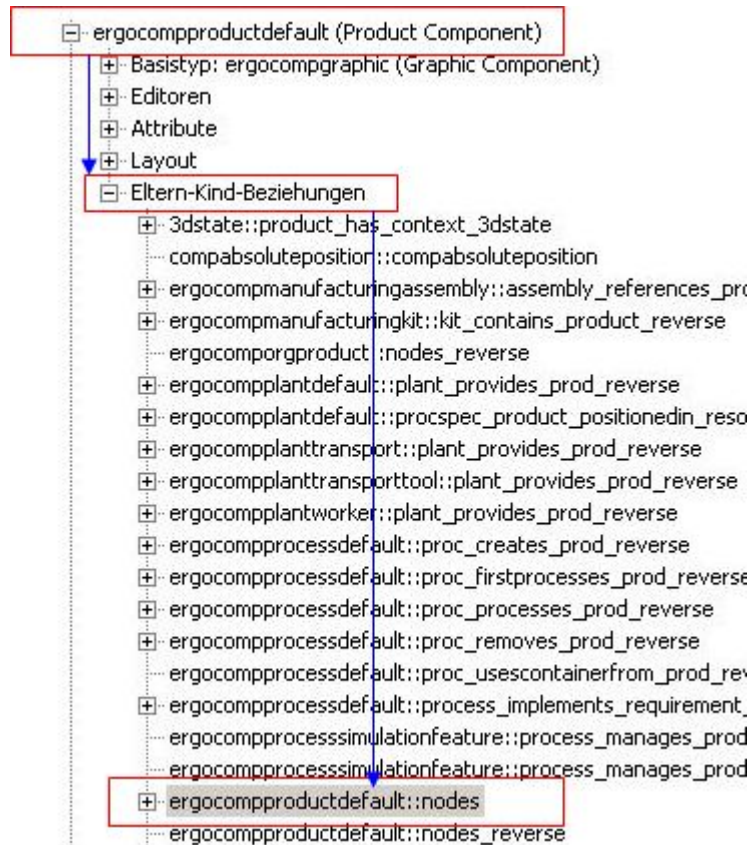 ergocompproductdefault (Product Component)
Basistyp: ergocompgraphic (Graphic Component)
Editoren
Attribute
Layout
Eltern-Kind-Beziehungen
3dstate::product_has_context_3dstate
compabsoluteposition::compabsoluteposition
ergocompmanufacturingassembly::assembly_references_pro
ergocompmanufacturingkit::kit_contains_product_reverse
ergocomporgproduct::nodes_reverse
ergocompplantdefault::plant_provides_prod_reverse
ergocompplantdefault::procspec_product_positionedin_reso
ergocompplanttransport::plant_provides_prod_reverse
ergocompplanttransporttool::plant_provides_prod_reverse
ergocompplantworker::plant_provides_prod_reverse
ergocompprocessdefault::proc_creates_prod_reverse
ergocompprocessdefault::proc_firstprocesses_prod_reverse
ergocompprocessdefault::proc_processes_prod_reverse
ergocompprocessdefault::proc_removes_prod_reverse
ergocompprocessdefault::proc_usescontainerfrom_prod_rev
ergocompprocessdefault::process_implements_requirement_
ergocompprocesssimulationfeature::process_manages_prod
ergocompprocesssimulationfeature::process_manages_prod
ergocompproductdefault::nodes
ergocompproductdefault::nodes_reverse